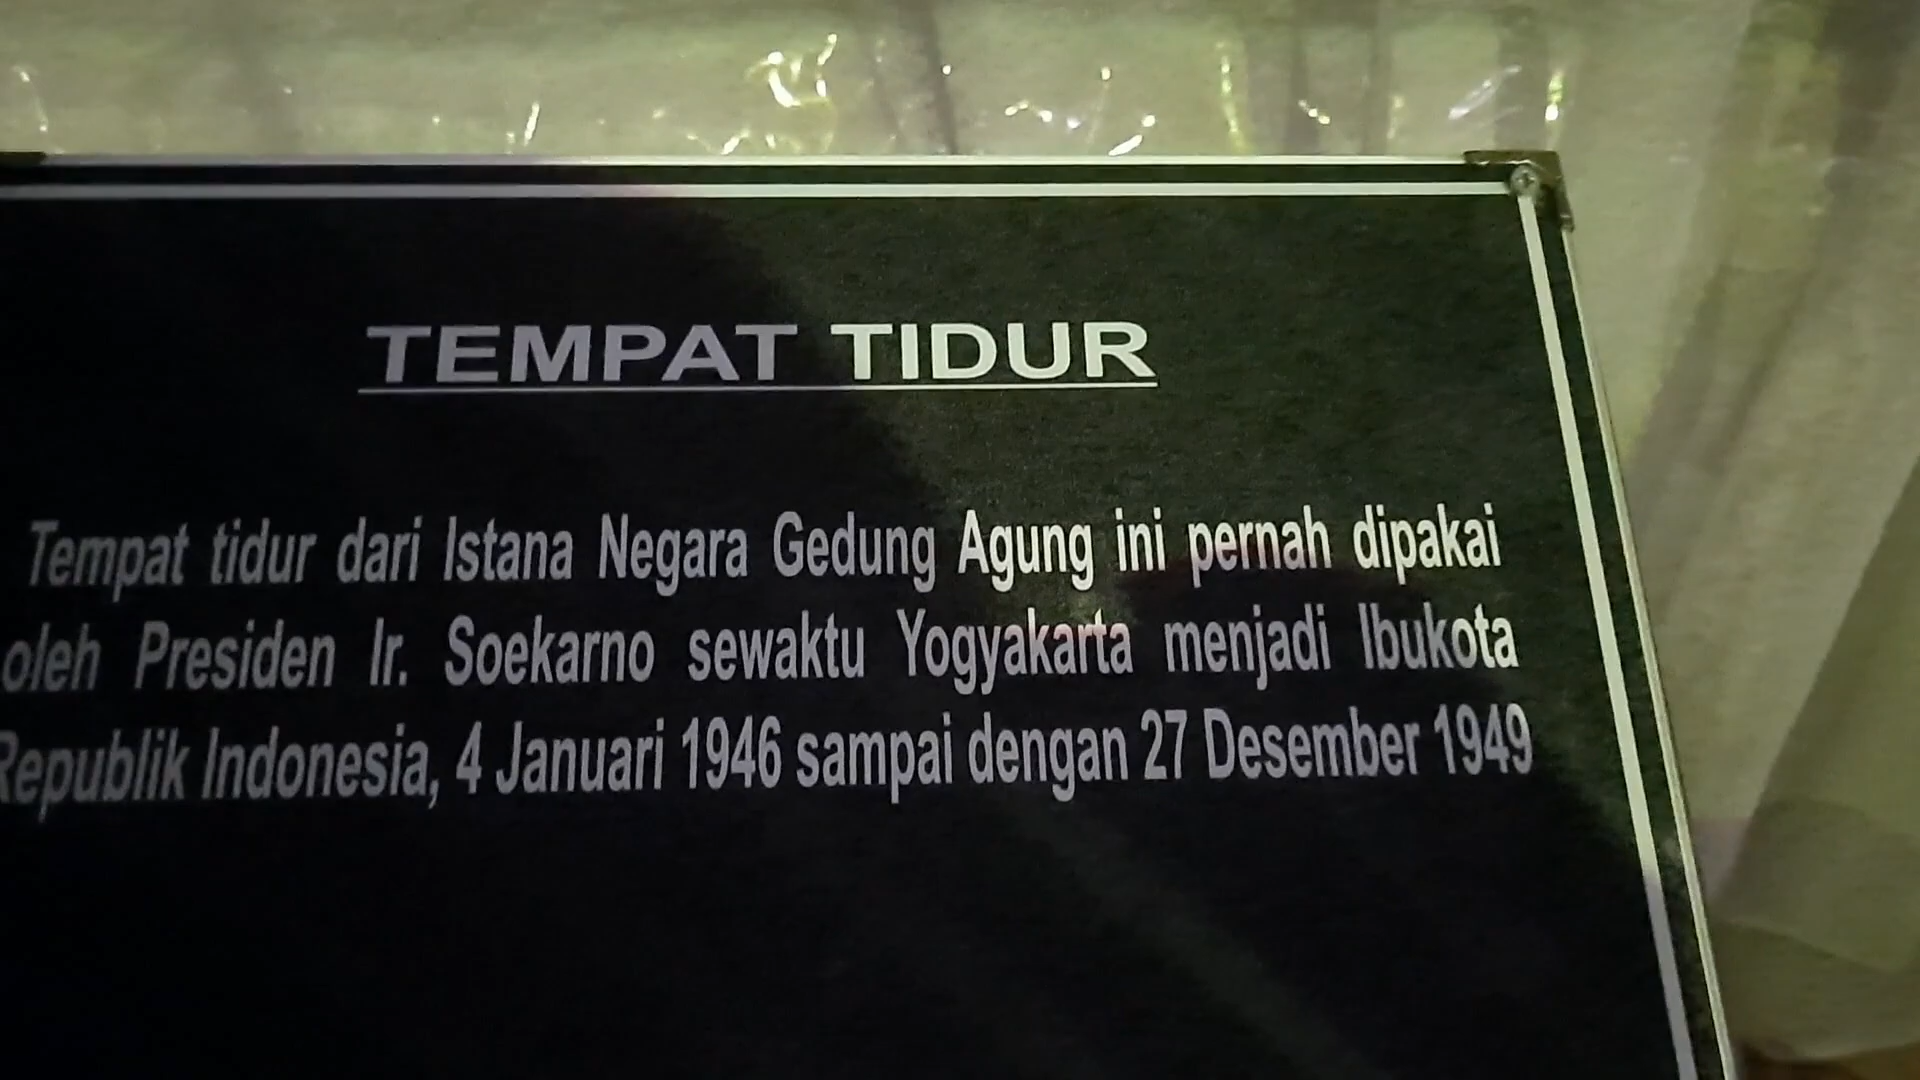 TEMPAT TIDUR
Tempat tidur dari Istana Negara Gedung Agung ini pernah dipakai
oleh Presiden Ir. Soekarno sewaktu Yogyakarta menjadi Ibukota
Republik Indonesia, 4 Januari 1946 sampai dengan 27 Desember 1949